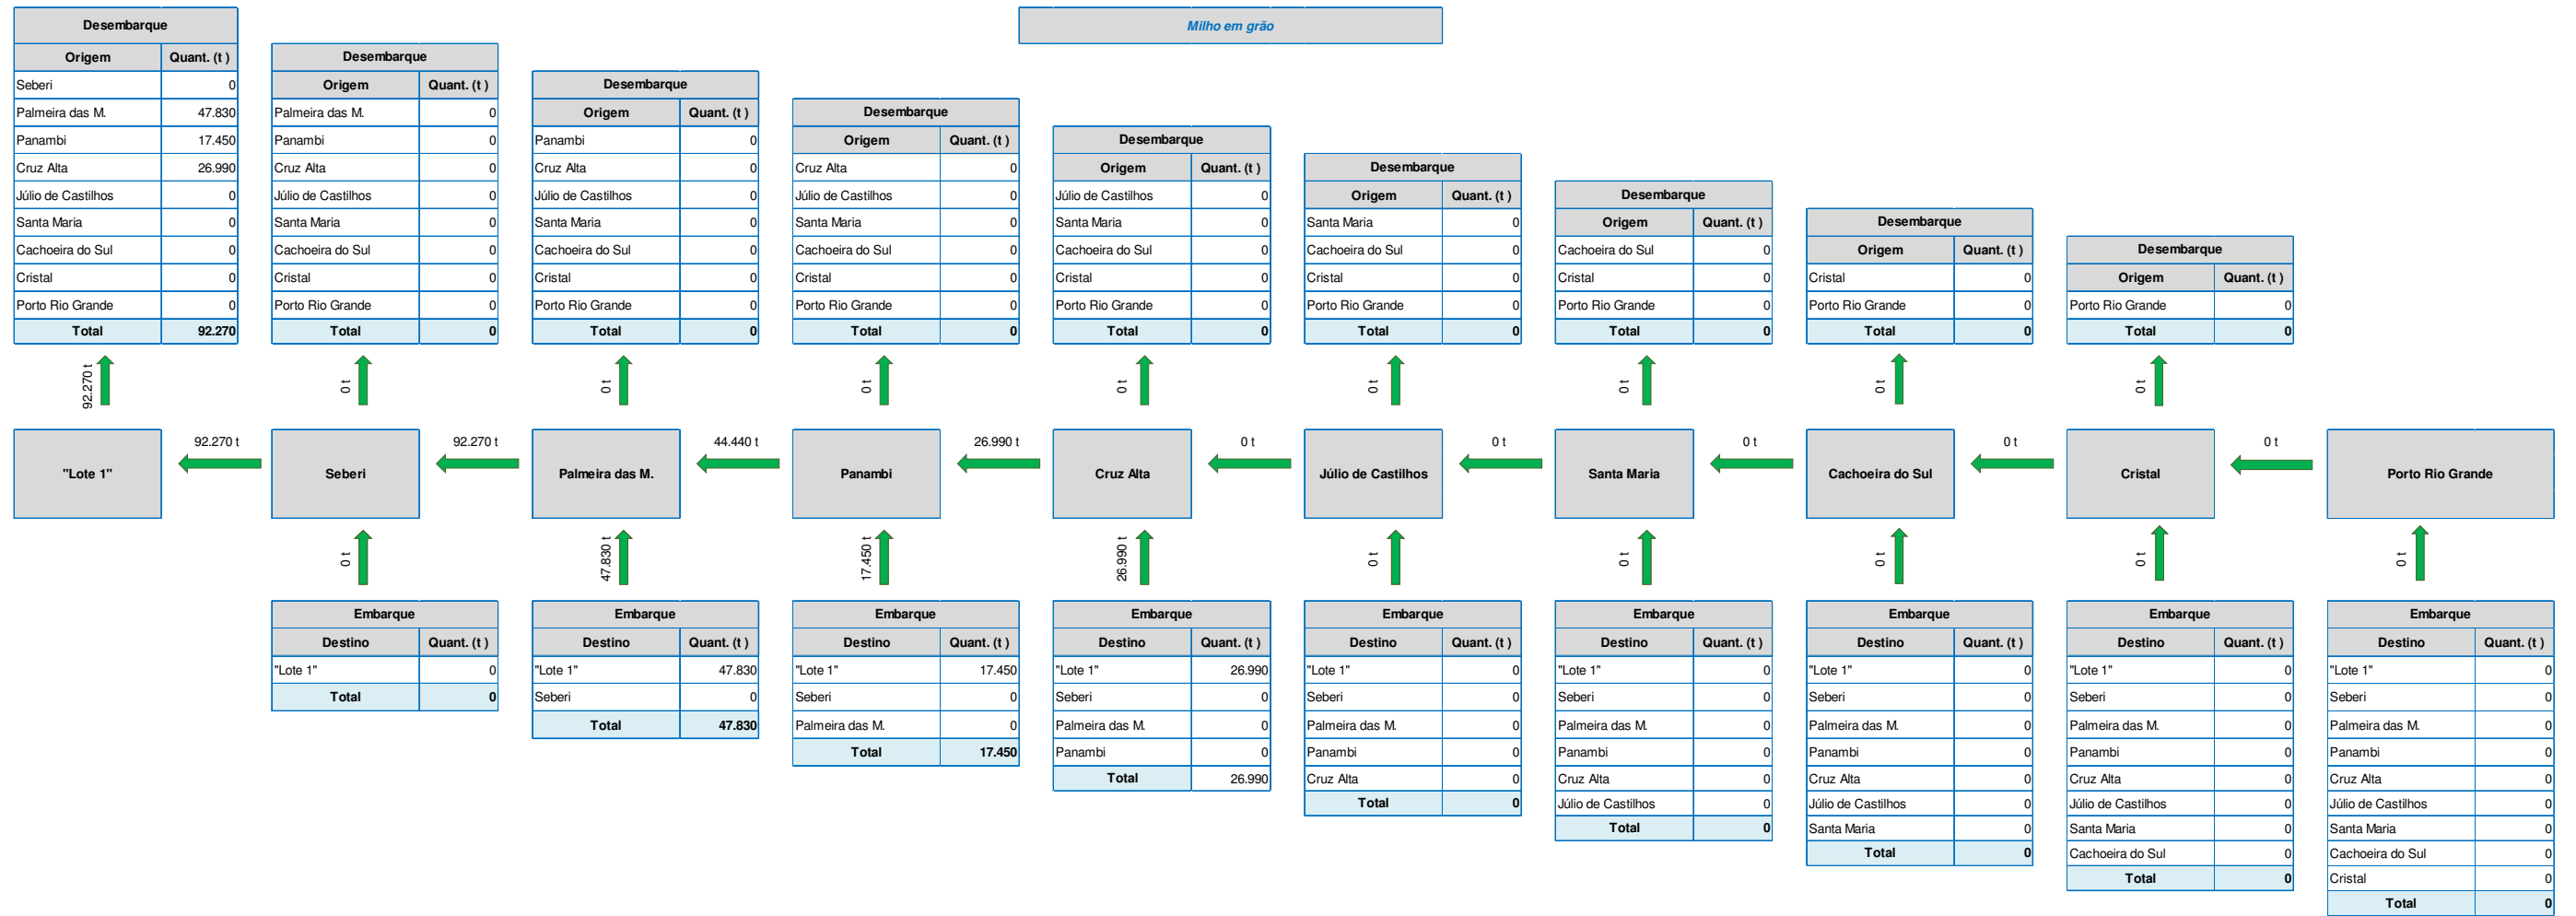 Milho em grão
Desembarque
Origem Quant. (t )
Seberi 0
Palmeira das M. 47.830
Panambi 17.450
Cruz Alta 26.990
Júlio de Castilhos 0
Santa Maria 0
Cachoeira do Sul 0
Cristal 0
Porto Rio Grande 0
Total 92.270
Desembarque
Origem Quant. (t )
Palmeira das M. 0
Panambi 0
Cruz Alta 0
Júlio de Castilhos 0
Santa Maria 0
Cachoeira do Sul 0
Cristal 0
Porto Rio Grande 0
Total 0
Desembarque
Origem Quant. (t )
Panambi 0
Cruz Alta 0
Júlio de Castilhos 0
Santa Maria 0
Cachoeira do Sul 0
Cristal 0
Porto Rio Grande 0
Total 0
Desembarque
Origem Quant. (t )
Cruz Alta 0
Júlio de Castilhos 0
Santa Maria 0
Cachoeira do Sul 0
Cristal 0
Porto Rio Grande 0
Total 0
Desembarque
Origem Quant. (t )
Júlio de Castilhos 0
Santa Maria 0
Cachoeira do Sul 0
Cristal 0
Porto Rio Grande 0
Total 0
Desembarque
Origem Quant. (t )
Santa Maria 0
Cachoeira do Sul 0
Cristal 0
Porto Rio Grande 0
Total 0
Desembarque
Origem Quant. (t )
Cachoeira do Sul 0
Cristal 0
Porto Rio Grande 0
Total 0
Desembarque
Origem Quant. (t )
Cristal 0
Porto Rio Grande 0
Total 0
Desembarque
Origem Quant. (t )
Porto Rio Grande 0
Total 0
92.270 t
0 t
0 t
0 t
0 t
0 t
0 t
0 t
0 t
"Lote 1"
92.270 t
Seberi
92.270 t
Palmeira das M.
44.440 t
Panambi
26.990 t
Cruz Alta
0 t
Júlio de Castilhos
0 t
Santa Maria
0 t
Cachoeira do Sul
0 t
Cristal
0 t
Porto Rio Grande
0 t
47.830 t
17.450 t
26.990 t
0 t
0 t
0 t
0 t
0 t
Embarque
Destino Quant. (t )
"Lote 1" 0
Total 0
Embarque
Destino Quant. (t )
"Lote 1" 47.830
Seberi 0
Total 47.830
Embarque
Destino Quant. (t )
"Lote 1" 17.450
Seberi 0
Palmeira das M. 0
Total 17.450
Embarque
Destino Quant. (t )
"Lote 1" 26.990
Seberi 0
Palmeira das M. 0
Panambi 0
Total 26.990
Embarque
Destino Quant. (t )
"Lote 1" 0
Seberi 0
Palmeira das M. 0
Panambi 0
Cruz Alta 0
Total 0
Embarque
Destino Quant. (t )
"Lote 1" 0
Seberi 0
Palmeira das M. 0
Panambi 0
Cruz Alta 0
Júlio de Castilhos 0
Total 0
Embarque
Destino Quant. (t )
"Lote 1" 0
Seberi 0
Palmeira das M. 0
Panambi 0
Cruz Alta 0
Júlio de Castilhos 0
Santa Maria 0
Total 0
Embarque
Destino Quant. (t )
"Lote 1" 0
Seberi 0
Palmeira das M. 0
Panambi 0
Cruz Alta 0
Júlio de Castilhos 0
Santa Maria 0
Cachoeira do Sul 0
Total 0
Embarque
Destino Quant. (t )
"Lote 1" 0
Seberi 0
Palmeira das M. 0
Panambi 0
Cruz Alta 0
Júlio de Castilhos 0
Santa Maria 0
Cachoeira do Sul 0
Cristal 0
Total 0